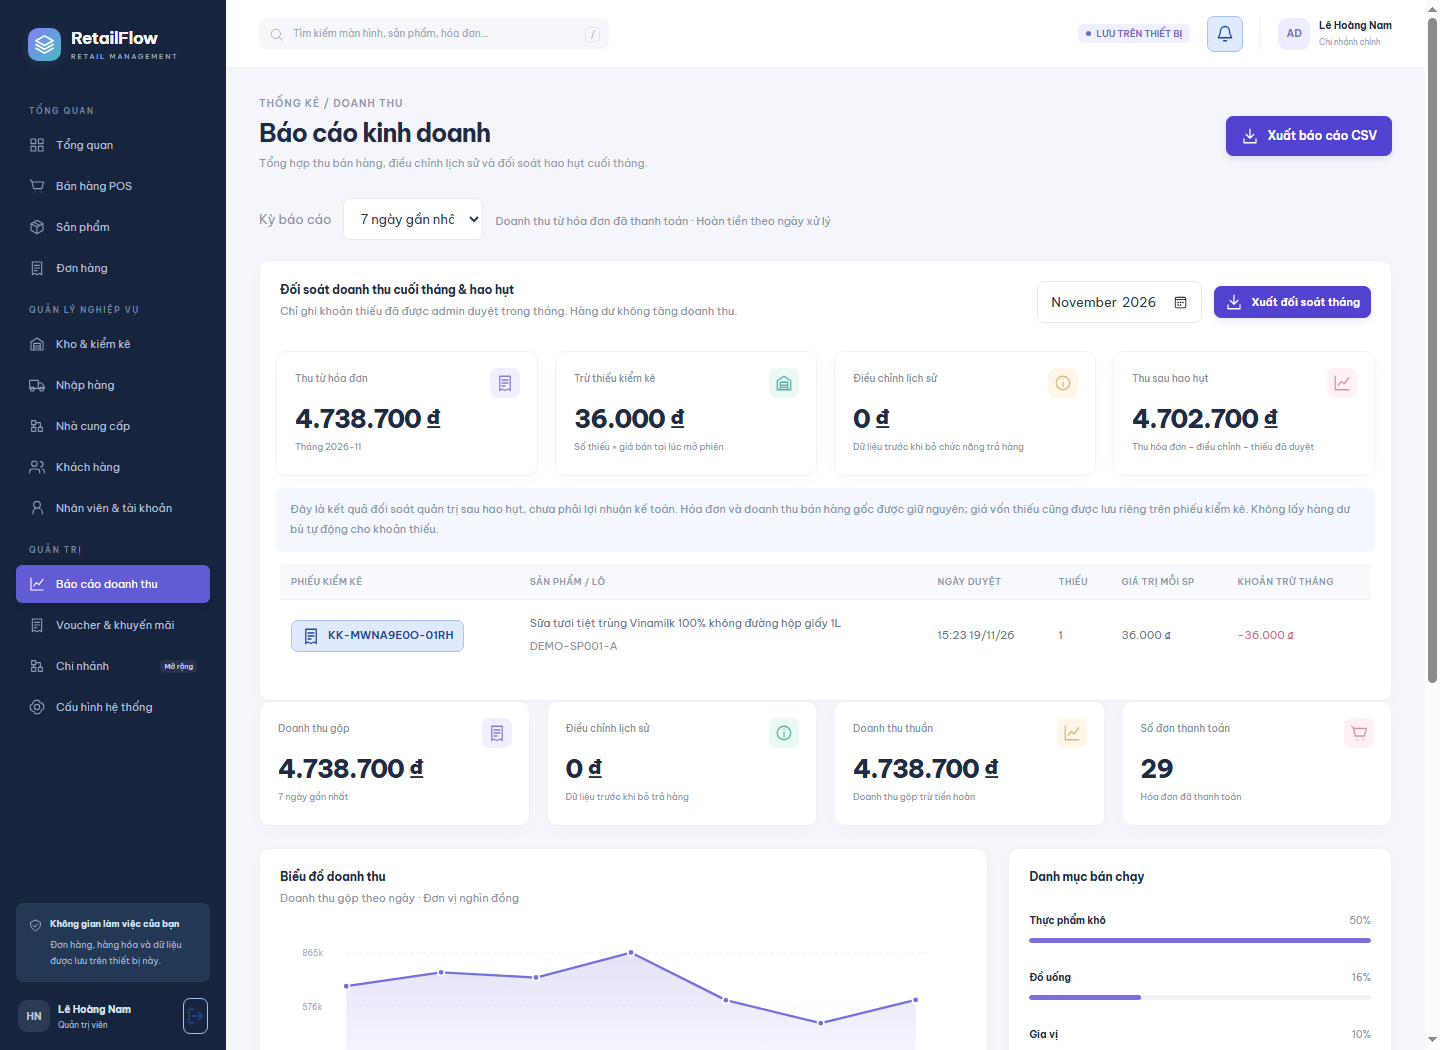 RetailFlow
RETAIL MANAGEMENT
TỔNG QUAN
Tổng quan
Bán hàng POS
Sản phẩm
Đơn hàng
QUẢN LÝ NGHIỆP VỤ
Kho & kiểm kê
Nhập hàng
Nhà cung cấp
Khách hàng
Nhân viên & tài khoản
QUẢN TRỊ
Báo cáo doanh thu
Voucher & khuyến mãi
Chi nhánh
Mở rộng
Cấu hình hệ thống
Không gian làm việc của bạn
Đơn hàng, hàng hóa và dữ liệu
được lưu trên thiết bị này.
HN
Lê Hoàng Nam
Quản trị viên
Tìm kiếm màn hình, sản phẩm, hóa đơn...
/
LƯU TRÊN THIẾT BỊ
AD
Lê Hoàng Nam
Chi nhánh chính
THỐNG KÊ / DOANH THU
Báo cáo kinh doanh
Tổng hợp thu bán hàng, điều chỉnh lịch sử và đối soát hao hụt cuối tháng.
Xuất báo cáo CSV
Kỳ báo cáo
7 ngày gần nhấ
Doanh thu từ hóa đơn đã thanh toán · Hoàn tiền theo ngày xử lý
Đối soát doanh thu cuối tháng & hao hụt
Chỉ ghi khoản thiếu đã được admin duyệt trong tháng. Hàng dư không tăng doanh thu.
November 2026
Xuất đối soát tháng
Thu từ hóa đơn
4.738.700 đ
Tháng 2026-11
Trừ thiếu kiểm kê
36.000 đ
Số thiếu × giá bán tại lúc mở phiên
Điều chỉnh lịch sử
0 đ
Dữ liệu trước khi bỏ chức năng trả hàng
Thu sau hao hụt
4.702.700 đ
Thu hóa đơn − điều chỉnh − thiếu đã duyệt
Đây là kết quả đối soát quản trị sau hao hụt, chưa phải lợi nhuận kế toán. Hóa đơn và doanh thu bán hàng gốc được giữ nguyên; giá vốn thiếu cũng được lưu riêng trên phiếu kiểm kê. Không lấy hàng dư
bù tự động cho khoản thiếu.
PHIẾU KIỂM KÊ SẢN PHẨM / LÔ NGÀY DUYỆT THIẾU GIÁ TRỊ MỖI SP KHOẢN TRỪ THÁNG
KK-MWNA9E0O-01RH
Sữa tươi tiệt trùng Vinamilk 100% không đường hộp giấy 1L
DEMO-SP001-A
15:23 19/11/26
1
36.000 đ
-36.000 đ
Doanh thu gộp
4.738.700 đ
7 ngày gần nhất
Điều chỉnh lịch sử
0 đ
Dữ liệu trước khi bỏ trả hàng
Doanh thu thuần
4.738.700 đ
Doanh thu gộp trừ tiền hoàn
Số đơn thanh toán
29
Hóa đơn đã thanh toán
Biểu đồ doanh thu
Doanh thu gộp theo ngày · Đơn vị nghìn đồng
865k
576k
Danh mục bán chạy
Thực phẩm khô 50%
Đồ uống 16%
Gia vị 10%